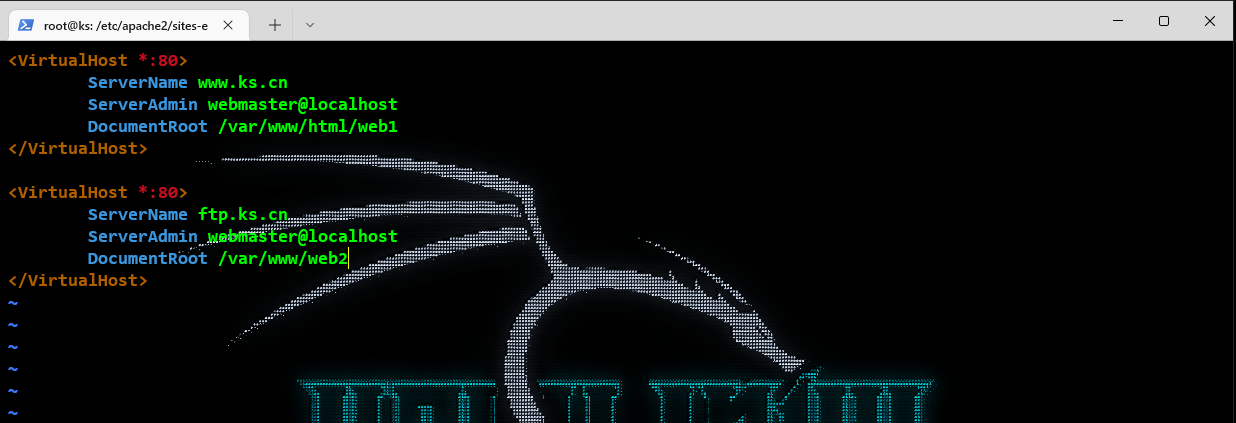 root@ks: /etc/apache2/sites-e
<VirtualHost *:80>
ServerName www.ks.cn
ServerAdmin webmaster@localhost
DocumentRoot /var/www/html/web1
</VirtualHost>
<VirtualHost *:80>
ServerName ftp.ks.cn
ServerAdmin webmaster@localhost
DocumentRoot /var/www/web2
</VirtualHost>
~
~
~
~
~
~